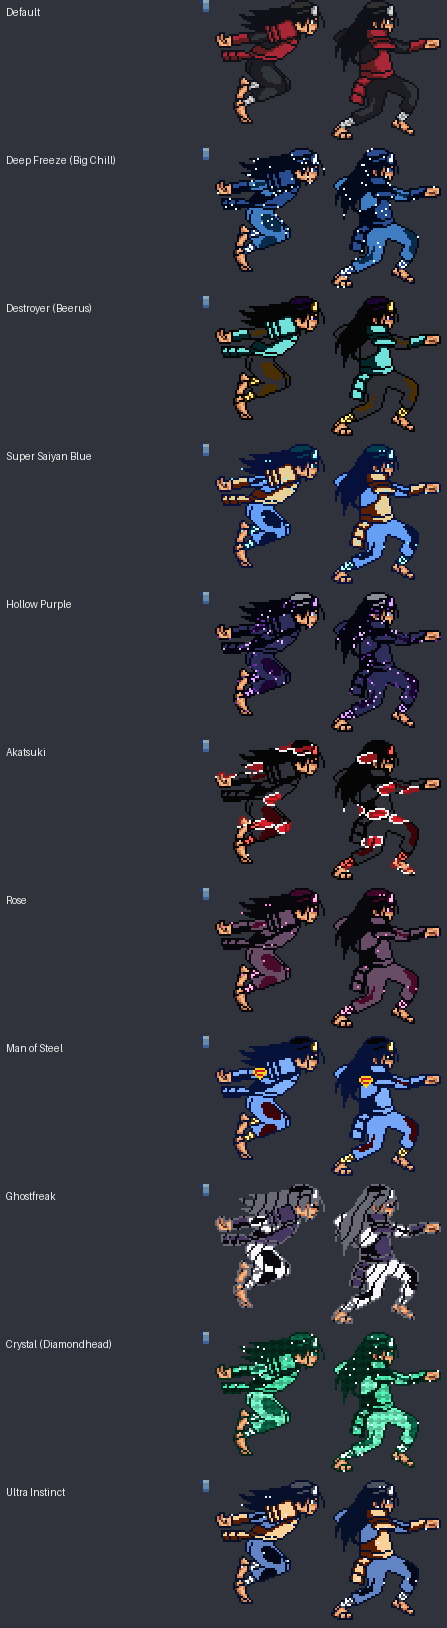 Default
Deep Freeze (Big Chill)
Destroyer (Beerus)
Super Saiyan Blue
Hollow Purple
Akatsuki
Rose
Man of Steel
Ghostfreak
Crystal (Diamondhead)
Ultra Instinct